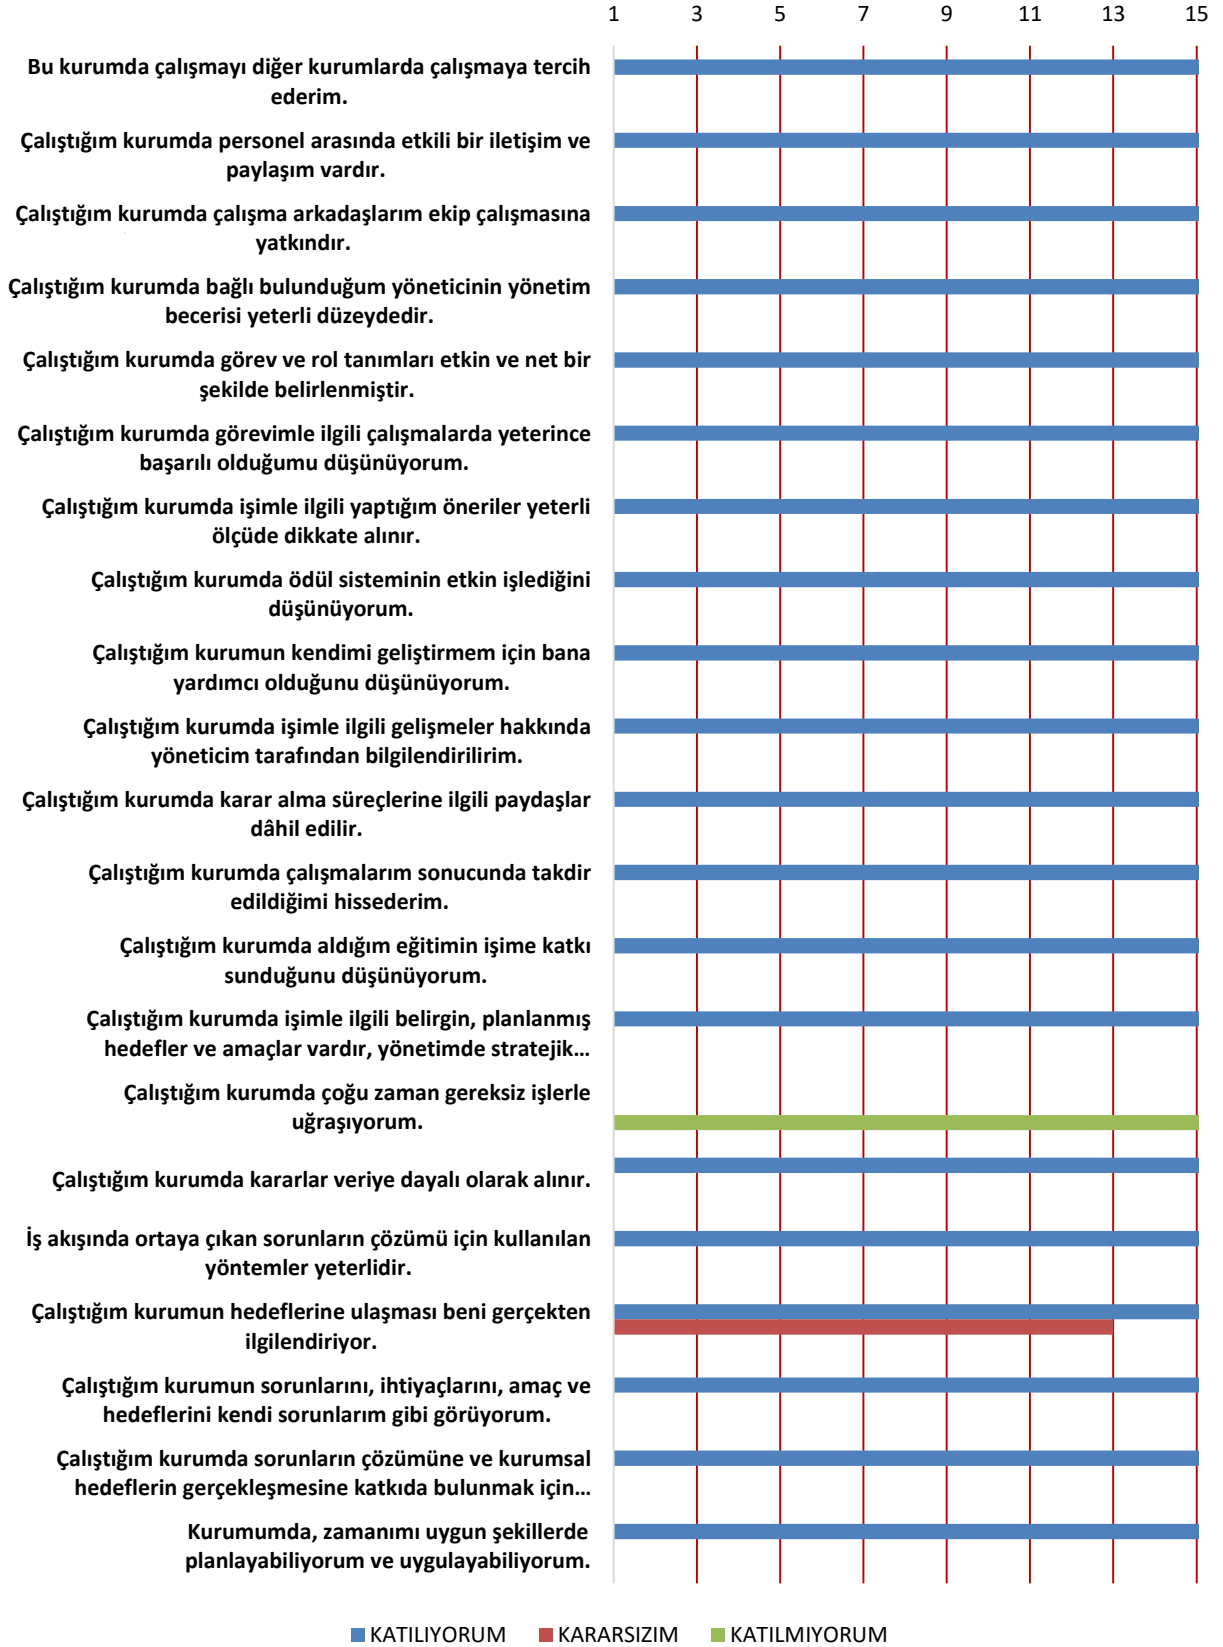 1 3 5 7 9 11 13 15
Bu kurumda çalışmayı diğer kurumlarda çalışmaya tercih
ederim.
Çalıştığım kurumda personel arasında etkili bir iletişim ve
paylaşım vardır.
Çalıştığım kurumda çalışma arkadaşlarım ekip çalışmasına
yatkındır.
Çalıştığım kurumda bağlı bulunduğum yöneticinin yönetim
becerisi yeterli düzeydedir.
Çalıştığım kurumda görev ve rol tanımları etkin ve net bir
şekilde belirlenmiştir.
Çalıştığım kurumda görevimle ilgili çalışmalarda yeterince
başarılı olduğumu düşünüyorum.
Çalıştığım kurumda işimle ilgili yaptığım öneriler yeterli
ölçüde dikkate alınır.
Çalıştığım kurumda ödül sisteminin etkin işlediğini
düşünüyorum.
Çalıştığım kurumun kendimi geliştirmem için bana
yardımcı olduğunu düşünüyorum.
Çalıştığım kurumda işimle ilgili gelişmeler hakkında
yöneticim tarafından bilgilendirilirim.
Çalıştığım kurumda karar alma süreçlerine ilgili paydaşlar
dâhil edilir.
Çalıştığım kurumda çalışmalarım sonucunda takdir
edildiğimi hissederim.
Çalıştığım kurumda aldığım eğitimin işime katkı
sunduğunu düşünüyorum.
Çalıştığım kurumda işimle ilgili belirgin, planlanmış
hedefler ve amaçlar vardır, yönetimde stratejik…
Çalıştığım kurumda çoğu zaman gereksiz işlerle
uğraşıyorum.
Çalıştığım kurumda kararlar veriye dayalı olarak alınır.
İş akışında ortaya çıkan sorunların çözümü için kullanılan
yöntemler yeterlidir.
Çalıştığım kurumun hedeflerine ulaşması beni gerçekten
ilgilendiriyor.
Çalıştığım kurumun sorunlarını, ihtiyaçlarını, amaç ve
hedeflerini kendi sorunlarım gibi görüyorum.
Çalıştığım kurumda sorunların çözümüne ve kurumsal
hedeflerin gerçekleşmesine katkıda bulunmak için…
Kurumumda, zamanımı uygun şekillerde
planlayabiliyorum ve uygulayabiliyorum.
KATILIYORUM KARARSIZIM KATILMIYORUM